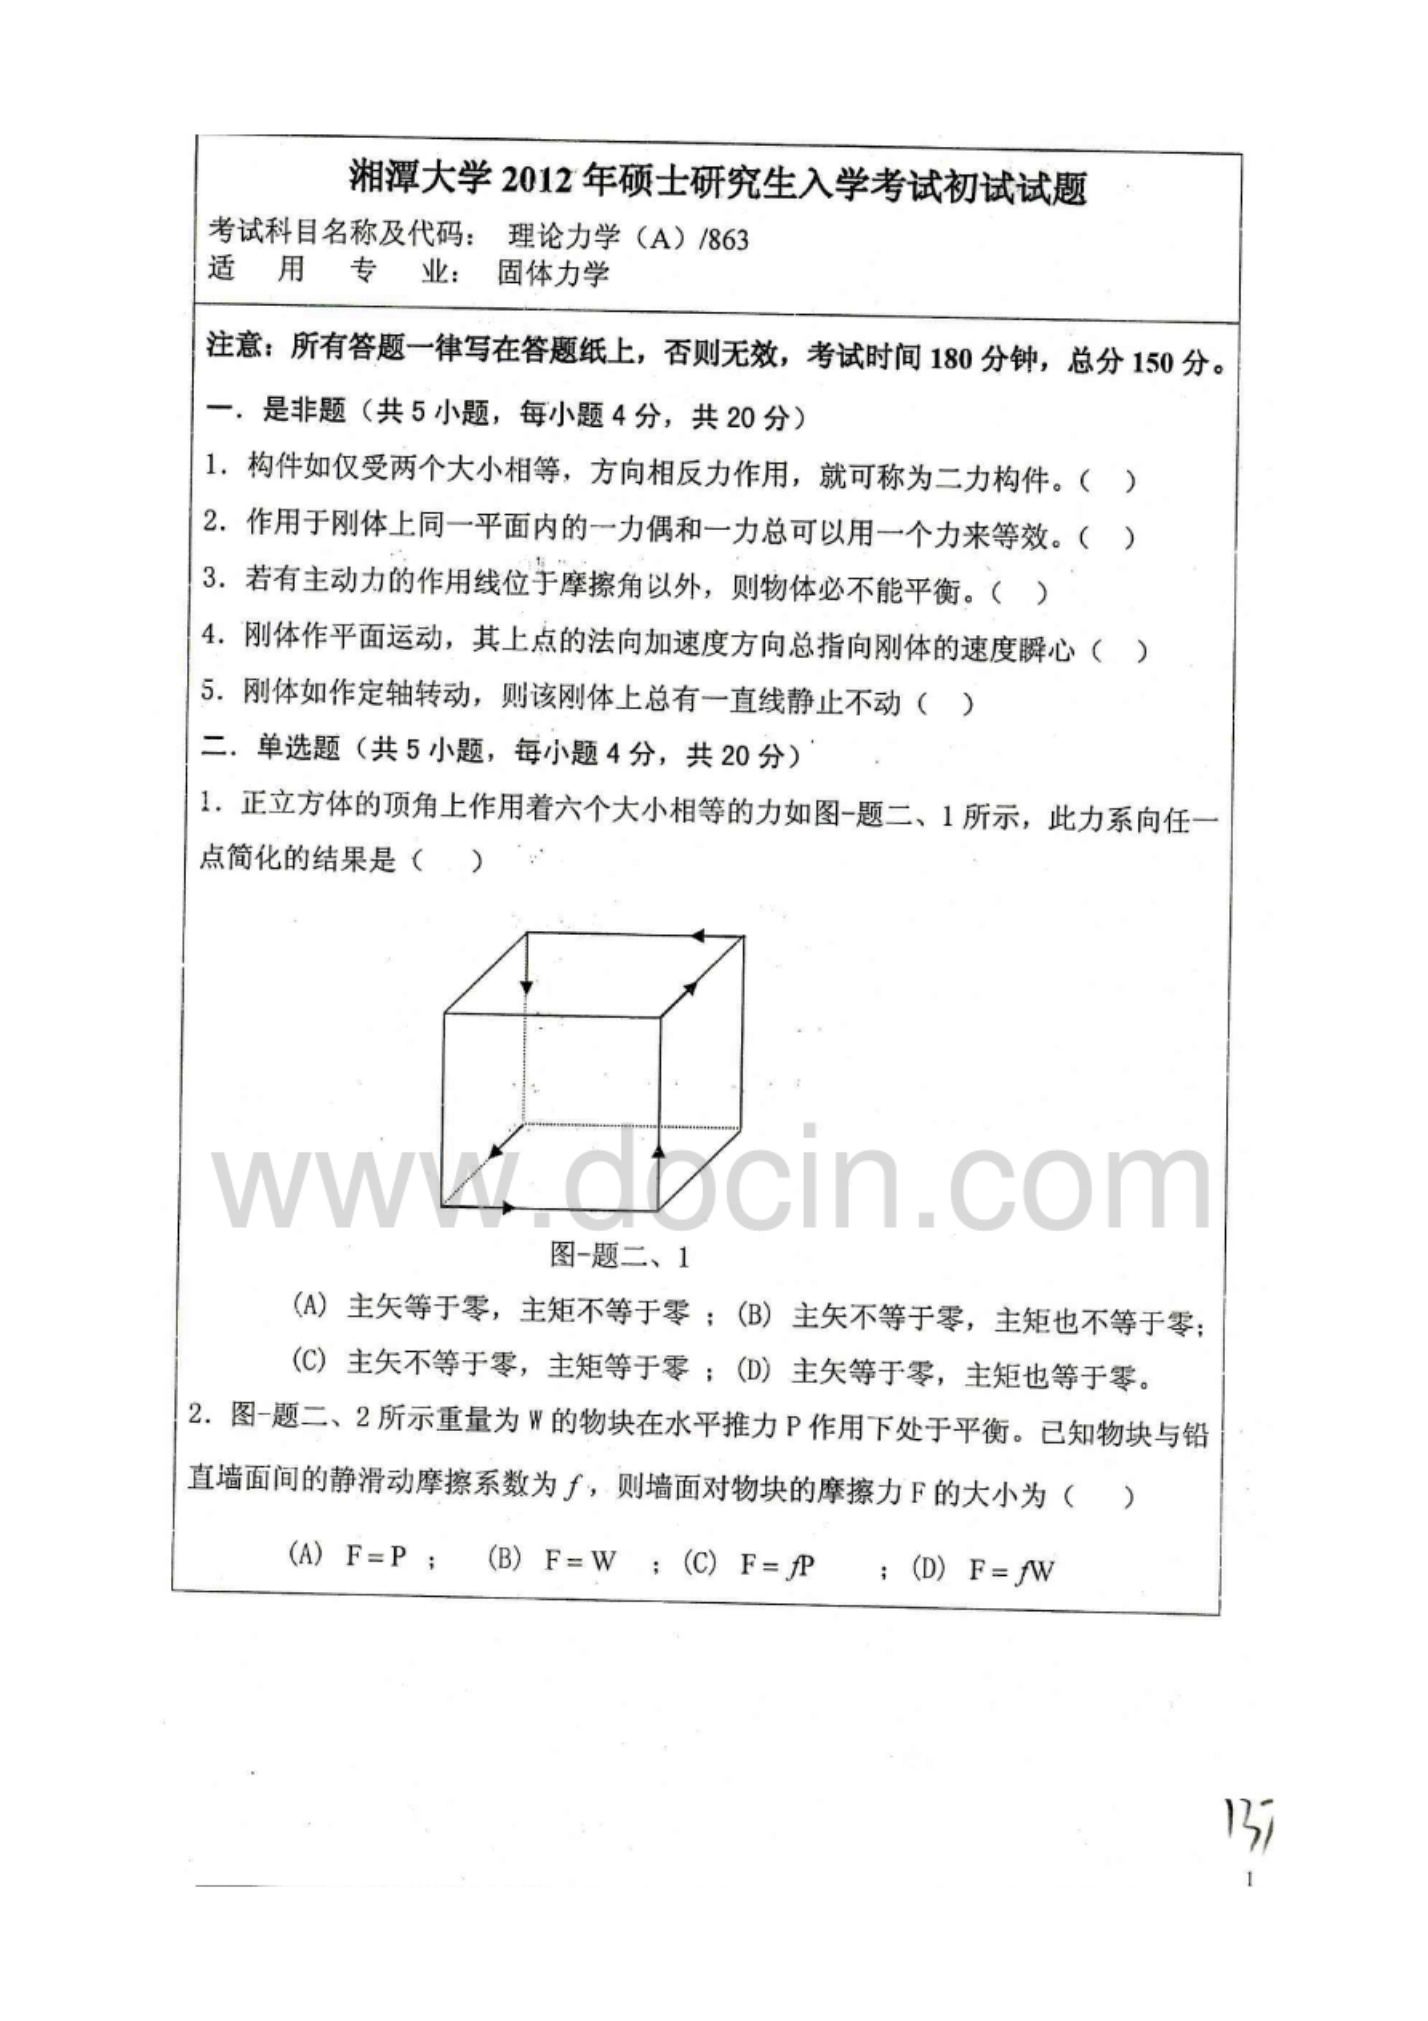 湘潭大学 2012 年硕士研究生入学考试初试试题
考试科目名称及代码： 理论力学（A）/863
适 用 专 业： 固体力学
注意：所有答题一律写在答题纸上，否则无效，考试时间 180 分钟，总分 150 分。
一．是非题（共 5 小题，每小题 4 分，共 20 分）
1．构件如仅受两个大小相等，方向相反力作用，就可称为二力构件。（ ）
2．作用于刚体上同一平面内的一力偶和一力总可以用一个力来等效。（ ）
3．若有主动力的作用线位于摩擦角以外，则物体必不能平衡。（ ）
4．刚体作平面运动，其上点的法向加速度方向总指向刚体的速度瞬心（ ）
5．刚体如作定轴转动，则该刚体上总有一直线静止不动（ ）
二．单选题（共 5 小题，每小题 4 分，共 20 分）
1．正立方体的顶角上作用着六个大小相等的力如图-题二、1 所示，此力系向任一
点简化的结果是（ ）
www.docin.com
图-题二、1
(A) 主矢等于零，主矩不等于零 ；(B) 主矢不等于零，主矩也不等于零；
(C) 主矢不等于零，主矩等于零 ；(D) 主矢等于零，主矩也等于零。
2．图-题二、2 所示重量为 W 的物块在水平推力 P 作用下处于平衡。已知物块与铅
直墙面间的静滑动摩擦系数为 f，则墙面对物块的摩擦力 F 的大小为（ ）
(A) F=P ； (B) F=W ；(C) F=fP ；(D) F=fW
1